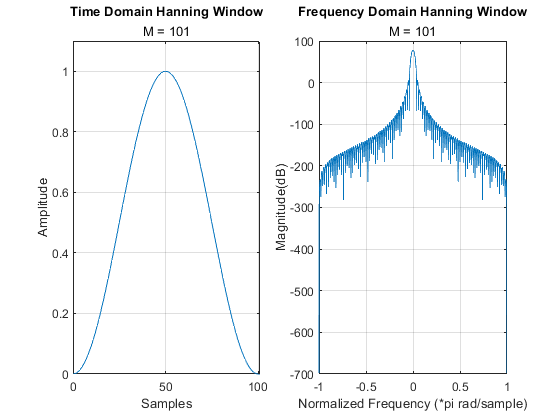 Time Domain Hanning Window
M = 101
1
0.8
0.6
0.4
0.2
0
0
50
100
Amplitude
Samples
Frequency Domain Hanning Window
M = 101
100
0
-100
-200
-300
-400
-500
-600
-700
-1
-0.5
0
0.5
1
Magnitude(dB)
Normalized Frequency (*pi rad/sample)